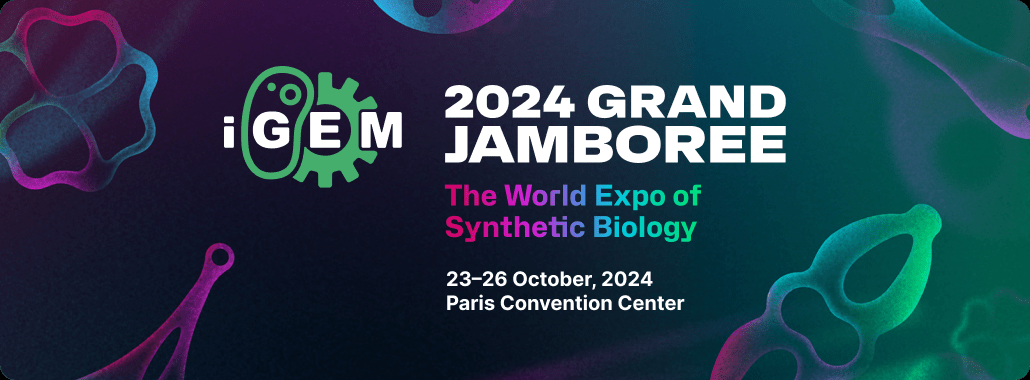 iGEM
2024 GRAND
JAMBOREE
The World Expo of
Synthetic Biology
23–26 October, 2024
Paris Convention Center